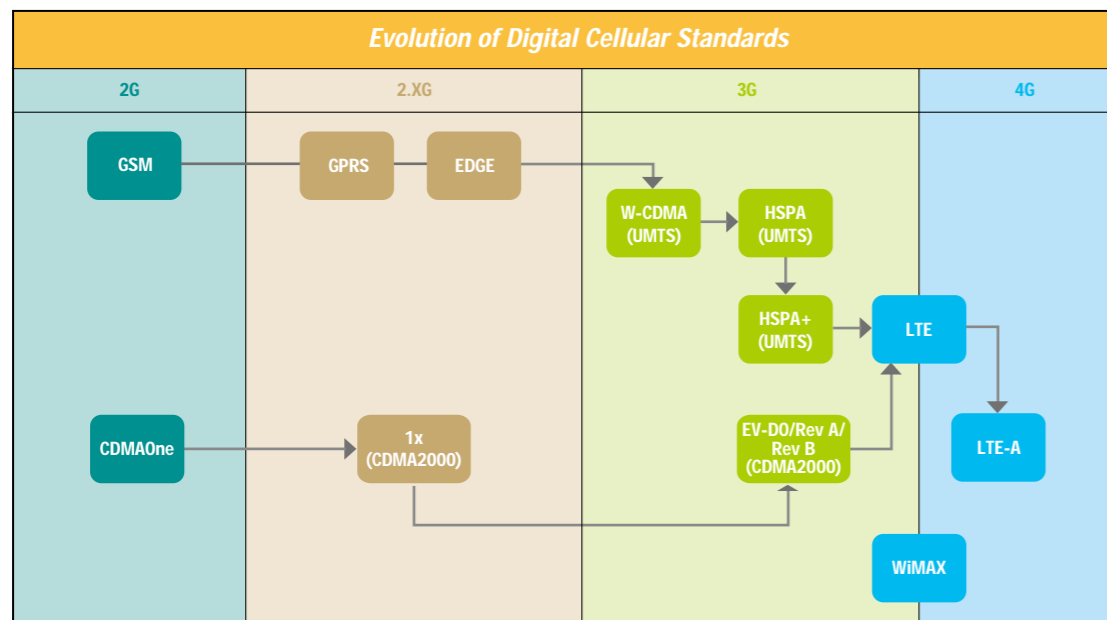 Evolution of Digital Cellular Standards
2G
2.XG
3G
4G
GSM
GPRS
EDGE
W-CDMA
(UMTS)
HSPA
(UMTS)
HSPA+
(UMTS)
LTE
CDMAOne
1x
(CDMA2000)
EV-DO/Rev A/
Rev B
(CDMA2000)
LTE-A
WiMAX